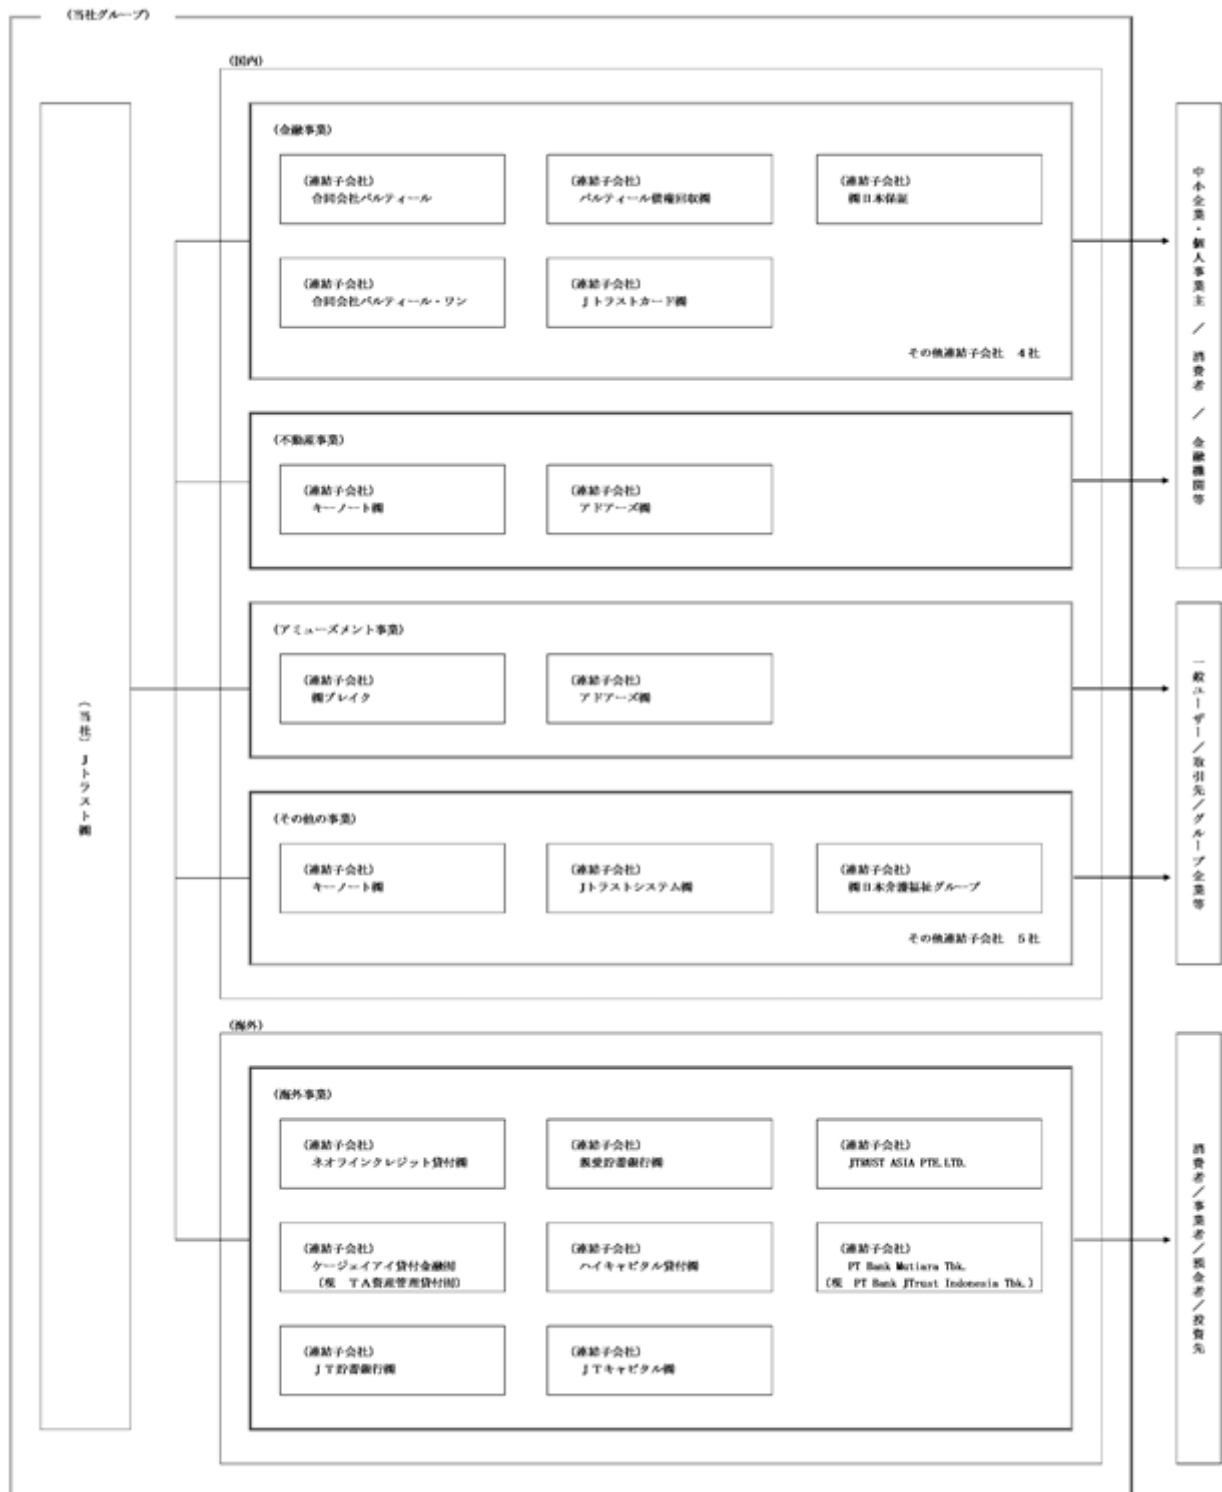 (当社グループ)
(当社) Jトラスト㈱
(国内)
(金融事業)
(連結子会社)
合同会社パルティール
(連結子会社)
パルティール債権回収㈱
(連結子会社)
㈱日本保証
(連結子会社)
合同会社パルティール・ワン
(連結子会社)
Jトラストカード㈱
その他連結子会社 4社
(不動産事業)
(連結子会社)
キーノート㈱
(連結子会社)
アドアーズ㈱
中小企業・個人事業主 / 消費者 / 金融機関等
(アミューズメント事業)
(連結子会社)
㈱ブレイク
(連結子会社)
アドアーズ㈱
(その他の事業)
(連結子会社)
キーノート㈱
(連結子会社)
Jトラストシステム㈱
(連結子会社)
㈱日本介護福祉グループ
その他連結子会社 5社
一般ユーザー/取引先/グループ企業等
(海外)
(海外事業)
(連結子会社)
ネオラインクレジット貸付㈱
(連結子会社)
親愛貯蓄銀行㈱
(連結子会社)
JTRUST ASIA PTE.LTD.
(連結子会社)
ケージェイアイ貸付金融㈲
(現 TA資産管理貸付㈲)
(連結子会社)
ハイキャピタル貸付㈱
(連結子会社)
PT Bank Mutiara Tbk.
(現 PT Bank JTrust Indonesia Tbk.)
(連結子会社)
JT貯蓄銀行㈱
(連結子会社)
JTキャピタル㈱
消費者/事業者/預金者/投資先